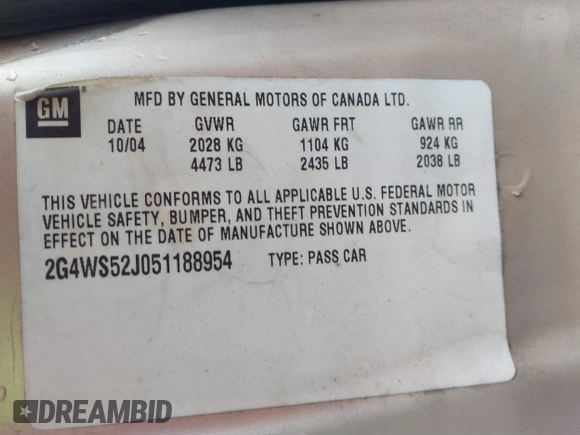 GM
MFD BY GENERAL MOTORS OF CANADA LTD.
DATE GVWR GAWR FRT GAWR RR
10/04 2028 KG 1104 KG 924 KG
4473 LB 2435 LB 2038 LB
THIS VEHICLE CONFORMS TO ALL APPLICABLE U.S. FEDERAL MOTOR
VEHICLE SAFETY, BUMPER, AND THEFT PREVENTION STANDARDS IN
EFFECT ON THE DATE OF MANUFACTURE SHOWN ABOVE.
2G4WS52J051188954 TYPE: PASS CAR
DREAMBID